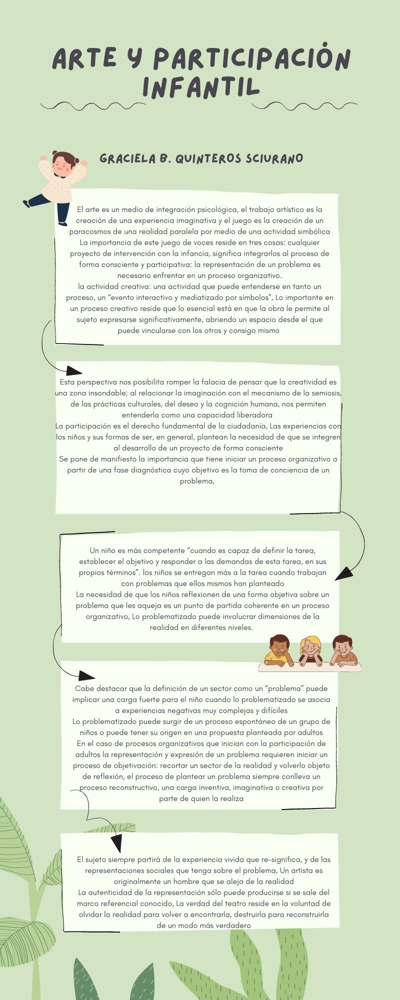 ARTE Y PARTICIPACIÓN
INFANTIL
GRACIELA B. QUINTEROS SCIURANO
El arte es un medio de integración psicológica, el trabajo artístico es la
creación de una experiencia imaginativa y el juego es la creación de un
paracosmos de una realidad paralela por medio de una actividad simbólica
La importancia de este juego de voces reside en tres cosas: cualquier
proyecto de intervención con la infancia, significa integrarlos al proceso de
forma consciente y participativa: la representación de un problema es
necesario enfrentar en un proceso organizativo.
la actividad creativa: una actividad que puede entenderse en tanto un
proceso, un “evento interactivo y mediatizado por símbolos”, Lo importante en
un proceso creativo reside que lo esencial está en que la obra le permite al
sujeto expresarse significativamente, abriendo un espacio desde el que
puede vincularse con los otros y consigo mismo
Esta perspectiva nos posibilita romper la falacia de pensar que la creatividad es
una zona insondable; al relacionar la imaginación con el mecanismo de la semiosis,
de las prácticas culturales, del deseo y la cognición humana, nos permiten
entenderla como una capacidad liberadora
La participación es el derecho fundamental de la ciudadanía, Las experiencias con
los niños y sus formas de ser, en general, plantean la necesidad de que se integren
al desarrollo de un proyecto de forma consciente
Se pone de manifiesto la importancia que tiene iniciar un proceso organizativo a
partir de una fase diagnóstica cuyo objetivo es la toma de conciencia de un
problema,
Un niño es más competente “cuando es capaz de definir la tarea,
establecer el objetivo y responder a las demandas de esta tarea, en sus
propios términos”. los niños se entregan más a la tarea cuando trabajan
con problemas que ellos mismos han planteado
La necesidad de que los niños reflexionen de una forma objetiva sobre un
problema que les aqueja es un punto de partida coherente en un proceso
organizativo, Lo problematizado puede involucrar dimensiones de la
realidad en diferentes niveles.
Cabe destacar que la definición de un sector como un “problema” puede
implicar una carga fuerte para el niño cuando lo problematizado se asocia
a experiencias negativas muy complejas y difíciles
Lo problematizado puede surgir de un proceso espontáneo de un grupo de
niños o puede tener su origen en una propuesta planteada por adultos
En el caso de procesos organizativos que inician con la participación de
adultos la representación y expresión de un problema requieren iniciar un
proceso de objetivación: recortar un sector de la realidad y volverlo objeto
de reflexión, el proceso de plantear un problema siempre conlleva un
proceso reconstructivo, una carga inventiva, imaginativa o creativa por
parte de quien la realiza
El sujeto siempre partirá de la experiencia vivida que re-significa, y de las
representaciones sociales que tenga sobre el problema, Un artista es
originalmente un hombre que se aleja de la realidad
La autenticidad de la representación sólo puede producirse si se sale del
marco referencial conocido, La verdad del teatro reside en la voluntad de
olvidar la realidad para volver a encontrarla, destruirla para reconstruirla
de un modo más verdadero